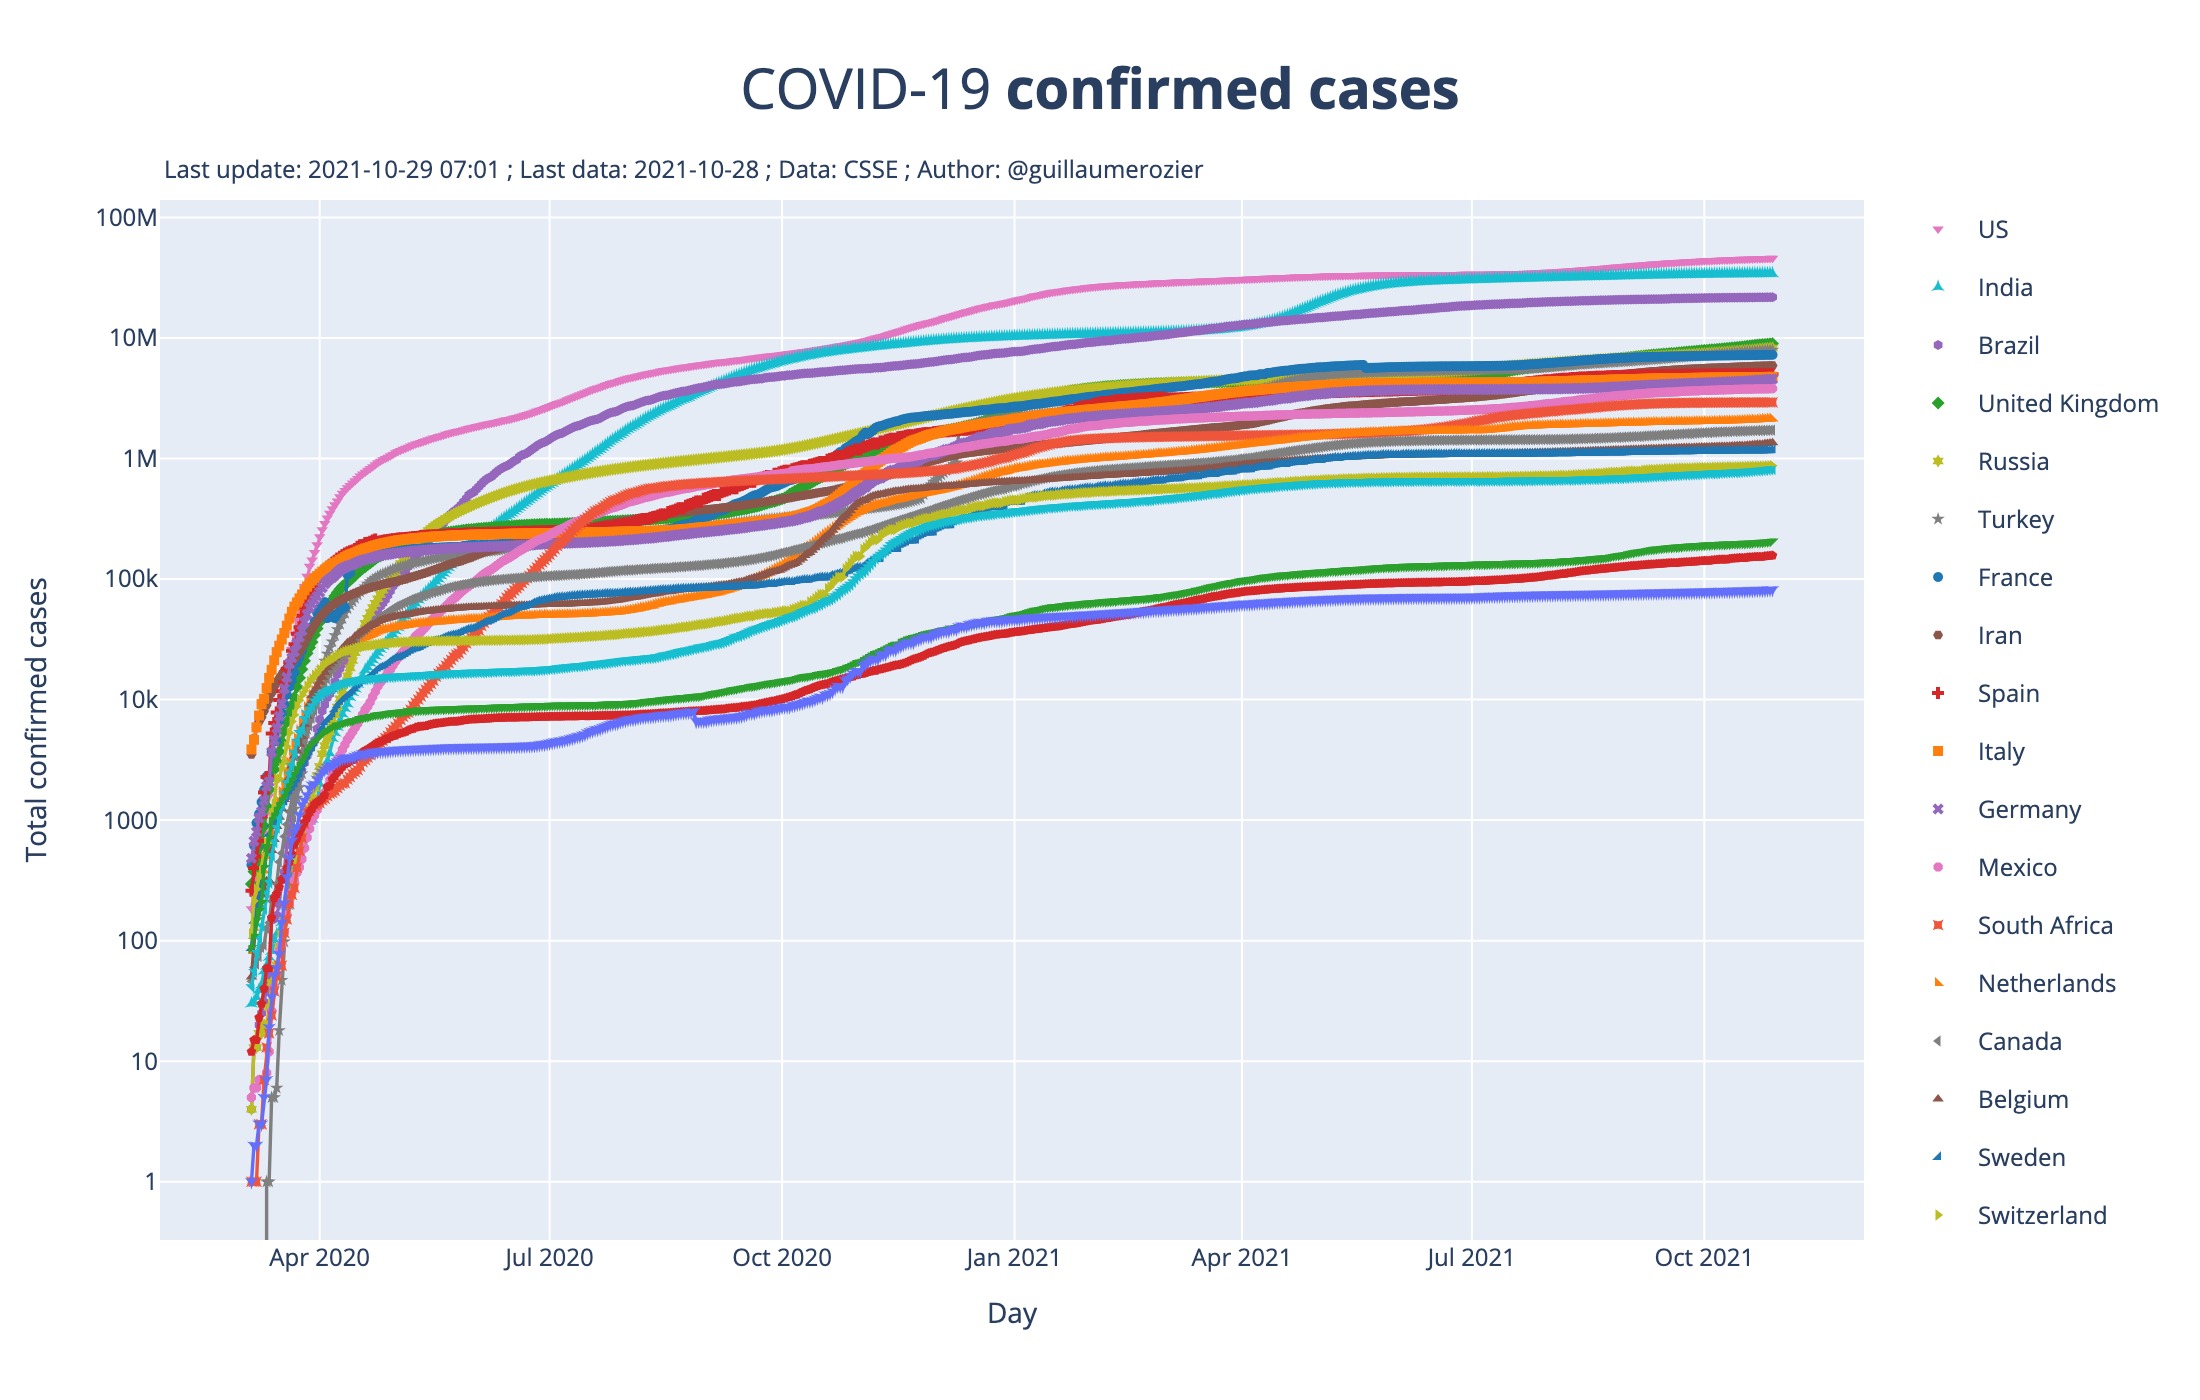 COVID-19 confirmed cases
Last update: 2021-10-29 07:01 ; Last data: 2021-10-28 ; Data: CSSE ; Author: @guillaumerozier
Total confirmed cases
100M
10M
1M
100k
10k
1000
100
10
1
Apr 2020
Jul 2020
Oct 2020
Jan 2021
Apr 2021
Jul 2021
Oct 2021
Day
US
India
Brazil
United Kingdom
Russia
Turkey
France
Iran
Spain
Italy
Germany
Mexico
South Africa
Netherlands
Canada
Belgium
Sweden
Switzerland